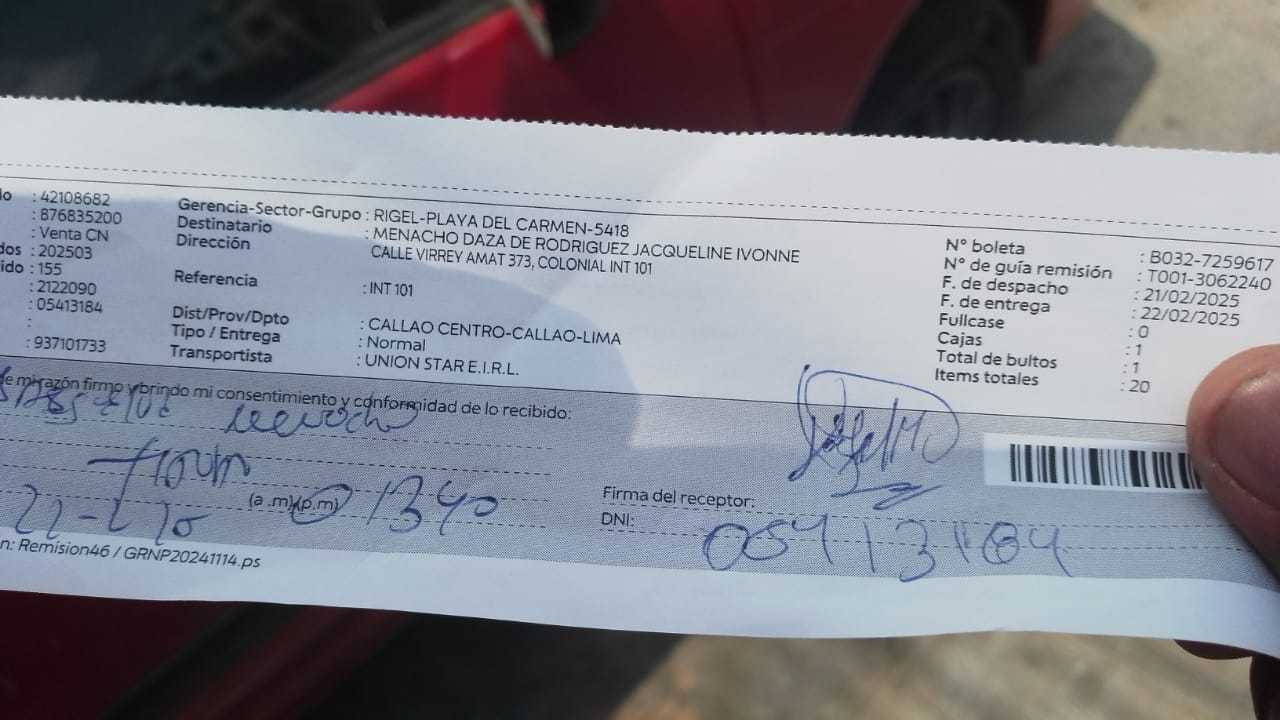 lo : 42108682
: 876835200
: Venta CN
dos : 202503
ido : 155
: 2122090
: 05413184
:
: 937101733
Gerencia-Sector-Grupo : RIGEL-PLAYA DEL CARMEN-5418
Destinatario : MENACHO DAZA DE RODRIGUEZ JACQUELINE IVONNE
Dirección : CALLE VIRREY AMAT 373, COLONIAL INT 101
Referencia : INT 101
Dist/Prov/Dpto : CALLAO CENTRO-CALLAO-LIMA
Tipo / Entrega : Normal
Transportista : UNION STAR E.I.R.L.
N° boleta : B032-7259617
N° de guía remisión : T001-3062240
F. de despacho : 21/02/2025
F. de entrega : 22/02/2025
Fullcase : 0
Cajas : 1
Total de bultos : 1
Items totales : 20
de mi razón firmo y brindo mi consentimiento y conformidad de lo recibido:
menacho
(a .m)(p.m) 1340
Firma del receptor:
DNI: 05413184
n: Remision46 / GRNP20241114.ps